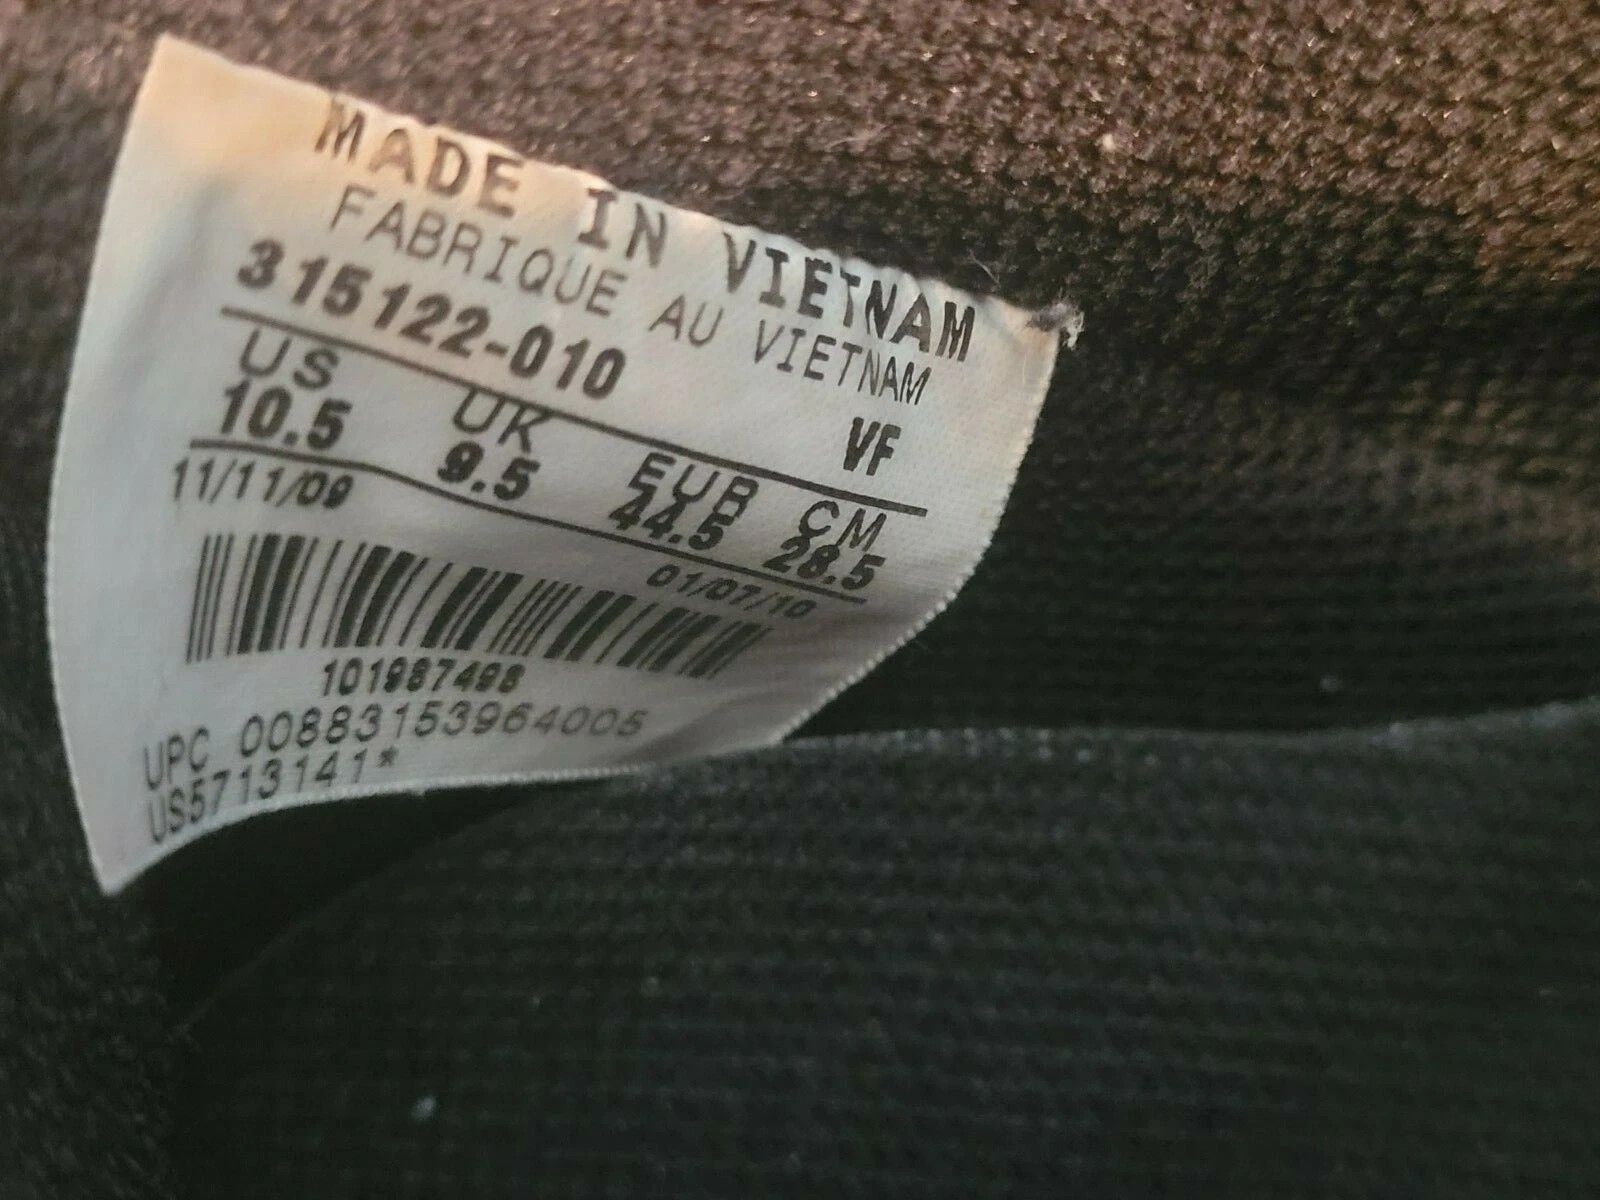 MADE IN VIETNAM
FABRIQUE AU VIETNAM
315122-010 VF
US UK EUR CM
10.5 9.5 44.5 28.5
11/11/09 01/07/10
101987498
UPC 00883153964005
US5713141*